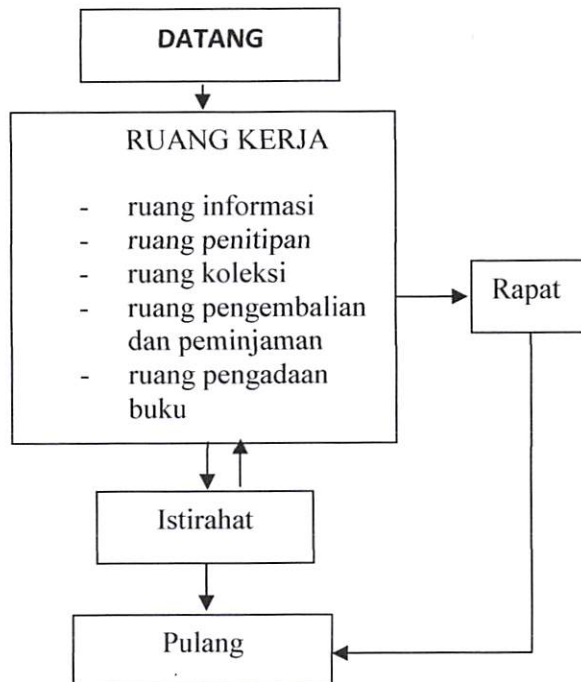 DATANG
RUANG KERJA
- ruang informasi
- ruang penitipan
- ruang koleksi
- ruang pengembalian
dan peminjaman
- ruang pengadaan
buku
Rapat
Istirahat
Pulang